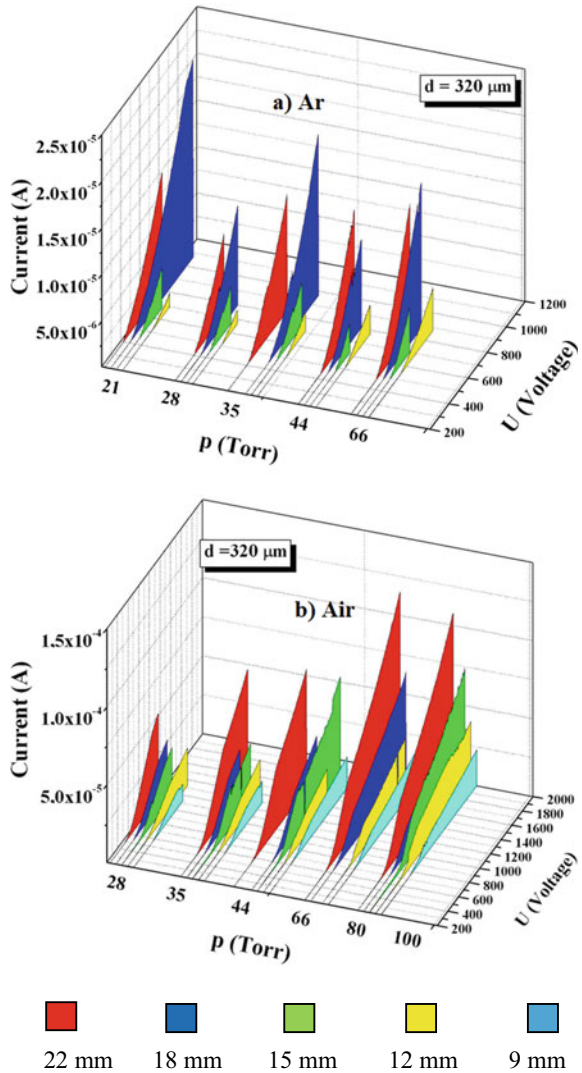 d = 320 μm
a) Ar
2.5x10⁻⁵
2.0x10⁻⁵
1.5x10⁻⁵
1.0x10⁻⁵
5.0x10⁻⁶
Current (A)
21
28
35
44
66
p (Torr)
200
400
600
800
1000
1200
U (Voltage)
d =320 μm
b) Air
1.5x10⁻⁴
1.0x10⁻⁴
5.0x10⁻⁵
Current (A)
28
35
44
66
80
100
p (Torr)
200
400
600
800
1000
1200
1400
1600
1800
2000
U (Voltage)
22 mm 18 mm 15 mm 12 mm 9 mm